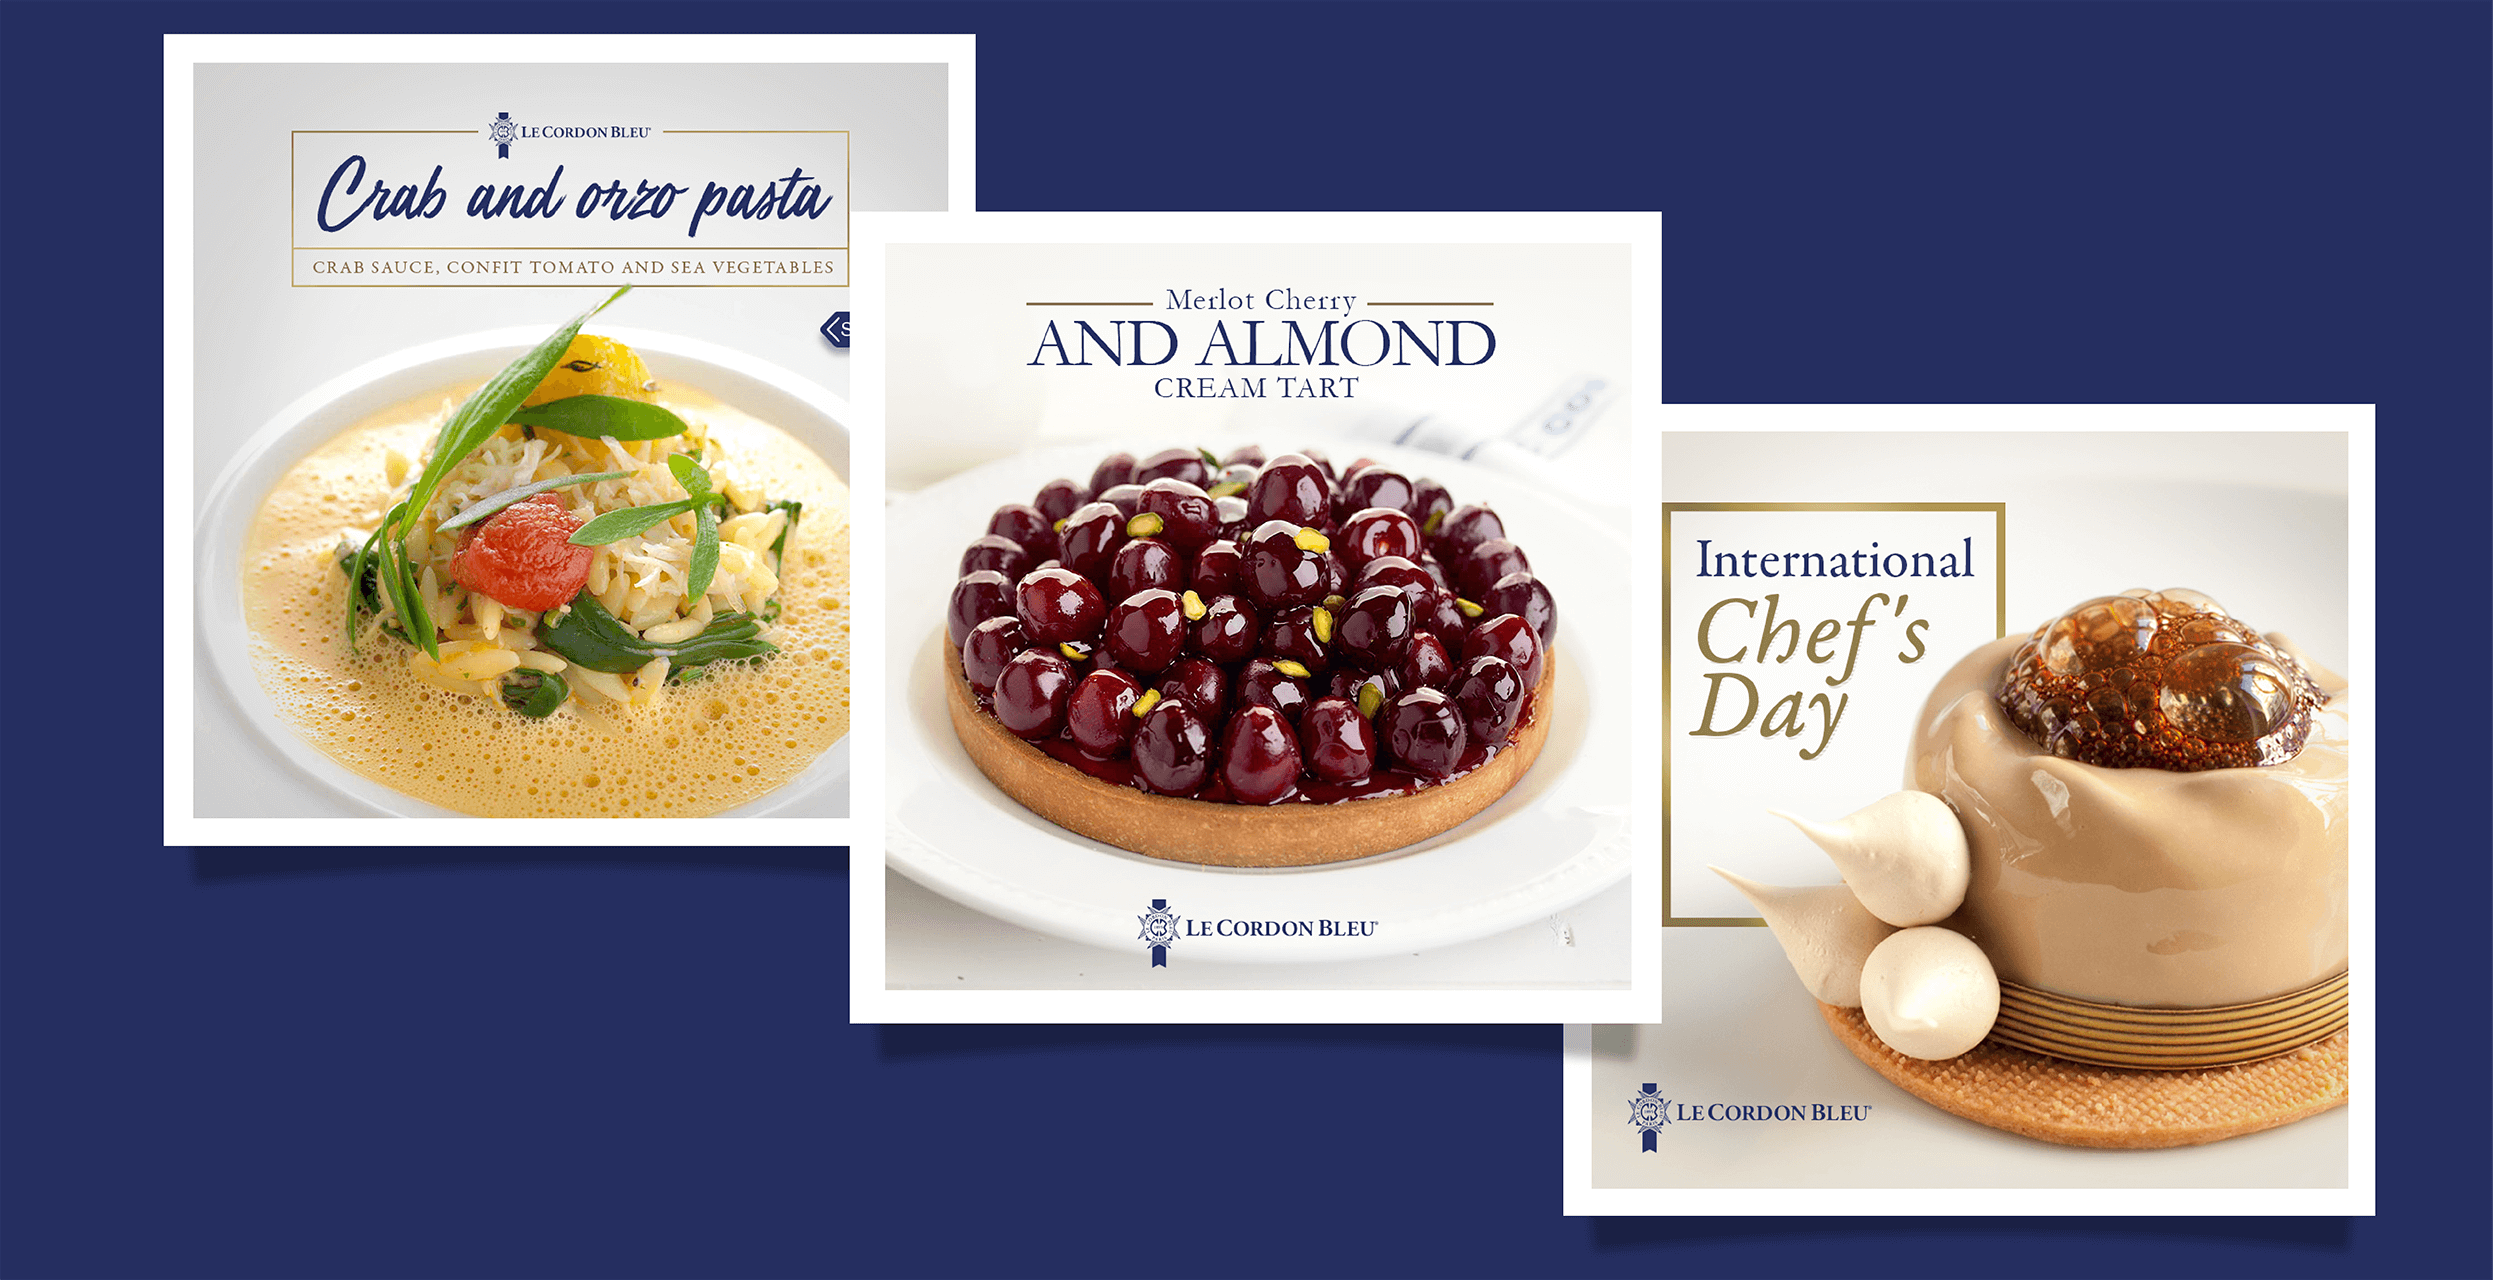 LE CORDON BLEU®
Crab and orzo pasta
CRAB SAUCE, CONFIT TOMATO AND SEA VEGETABLES
S
Merlot Cherry
AND ALMOND
CREAM TART
LE CORDON BLEU®
International
Chef's
Day
LE CORDON BLEU®